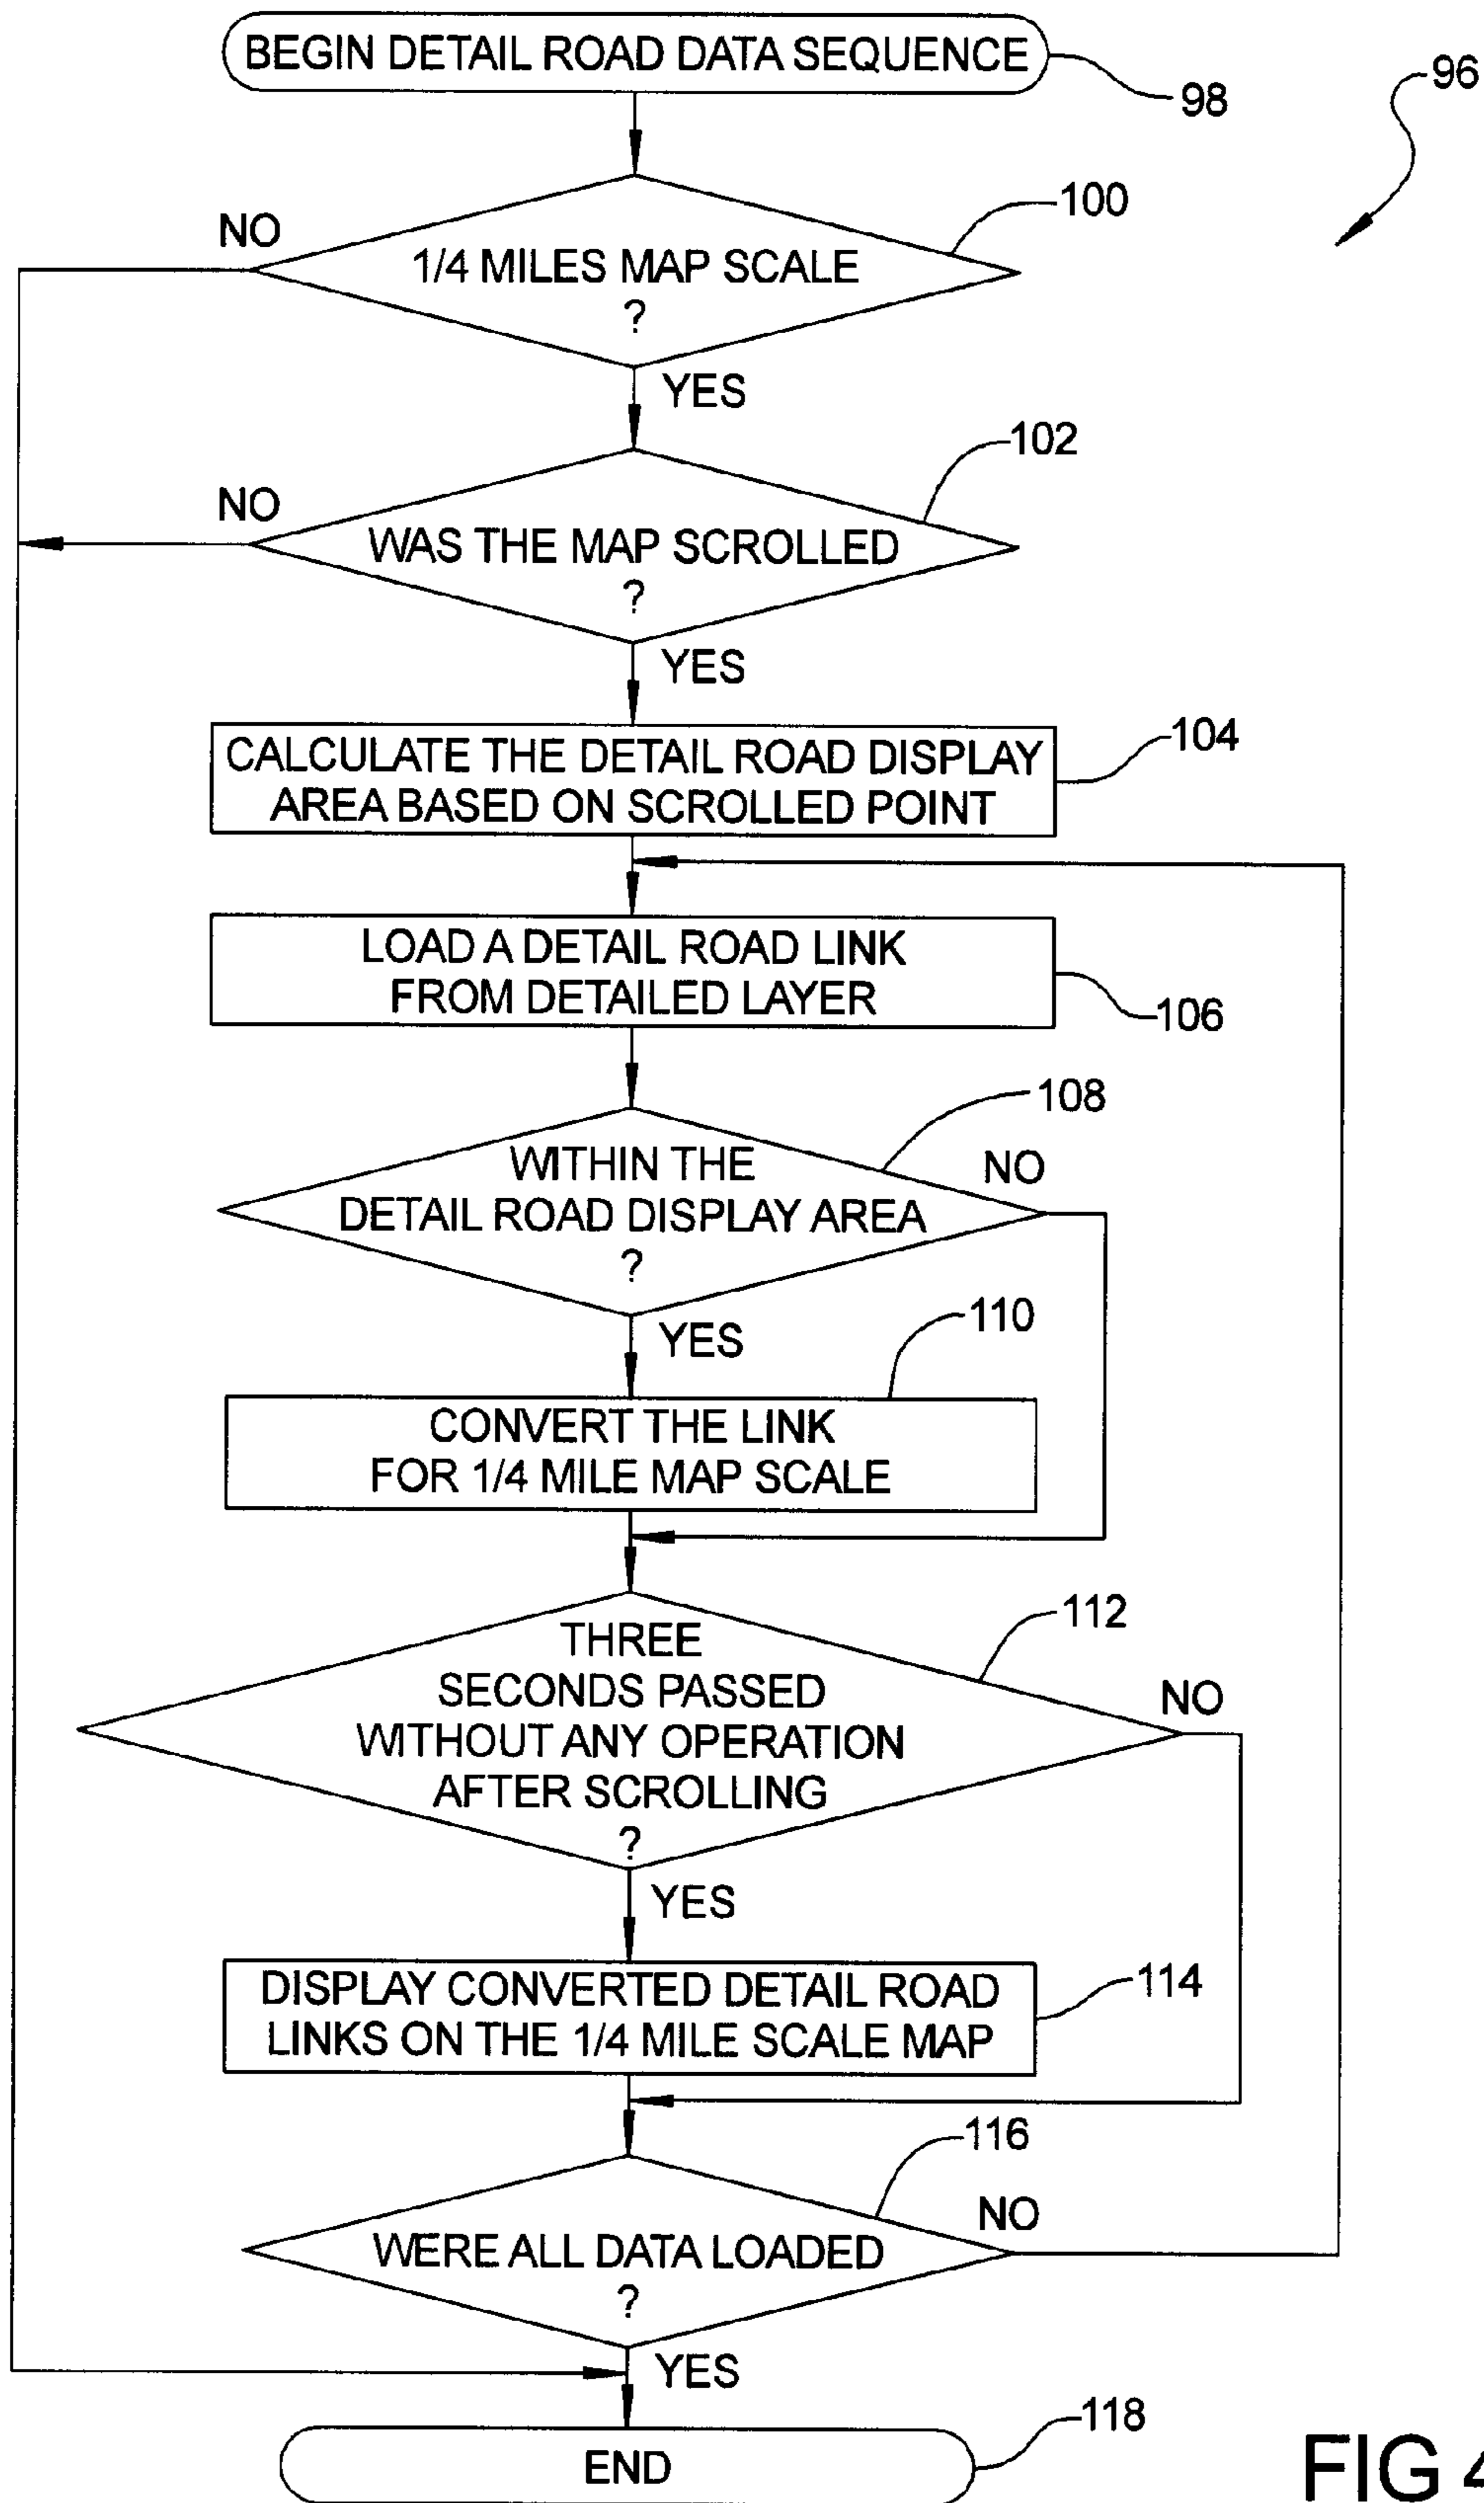 BEGIN DETAIL ROAD DATA SEQUENCE
98
96
100
NO
1/4 MILES MAP SCALE
?
YES
102
NO
WAS THE MAP SCROLLED
?
YES
CALCULATE THE DETAIL ROAD DISPLAY
AREA BASED ON SCROLLED POINT
104
LOAD A DETAIL ROAD LINK
FROM DETAILED LAYER
106
108
WITHIN THE
NO
DETAIL ROAD DISPLAY AREA
?
YES
110
CONVERT THE LINK
FOR 1/4 MILE MAP SCALE
112
THREE
SECONDS PASSED
NO
WITHOUT ANY OPERATION
AFTER SCROLLING
?
YES
DISPLAY CONVERTED DETAIL ROAD
LINKS ON THE 1/4 MILE SCALE MAP
114
116
NO
WERE ALL DATA LOADED
?
YES
118
END
FIG 4